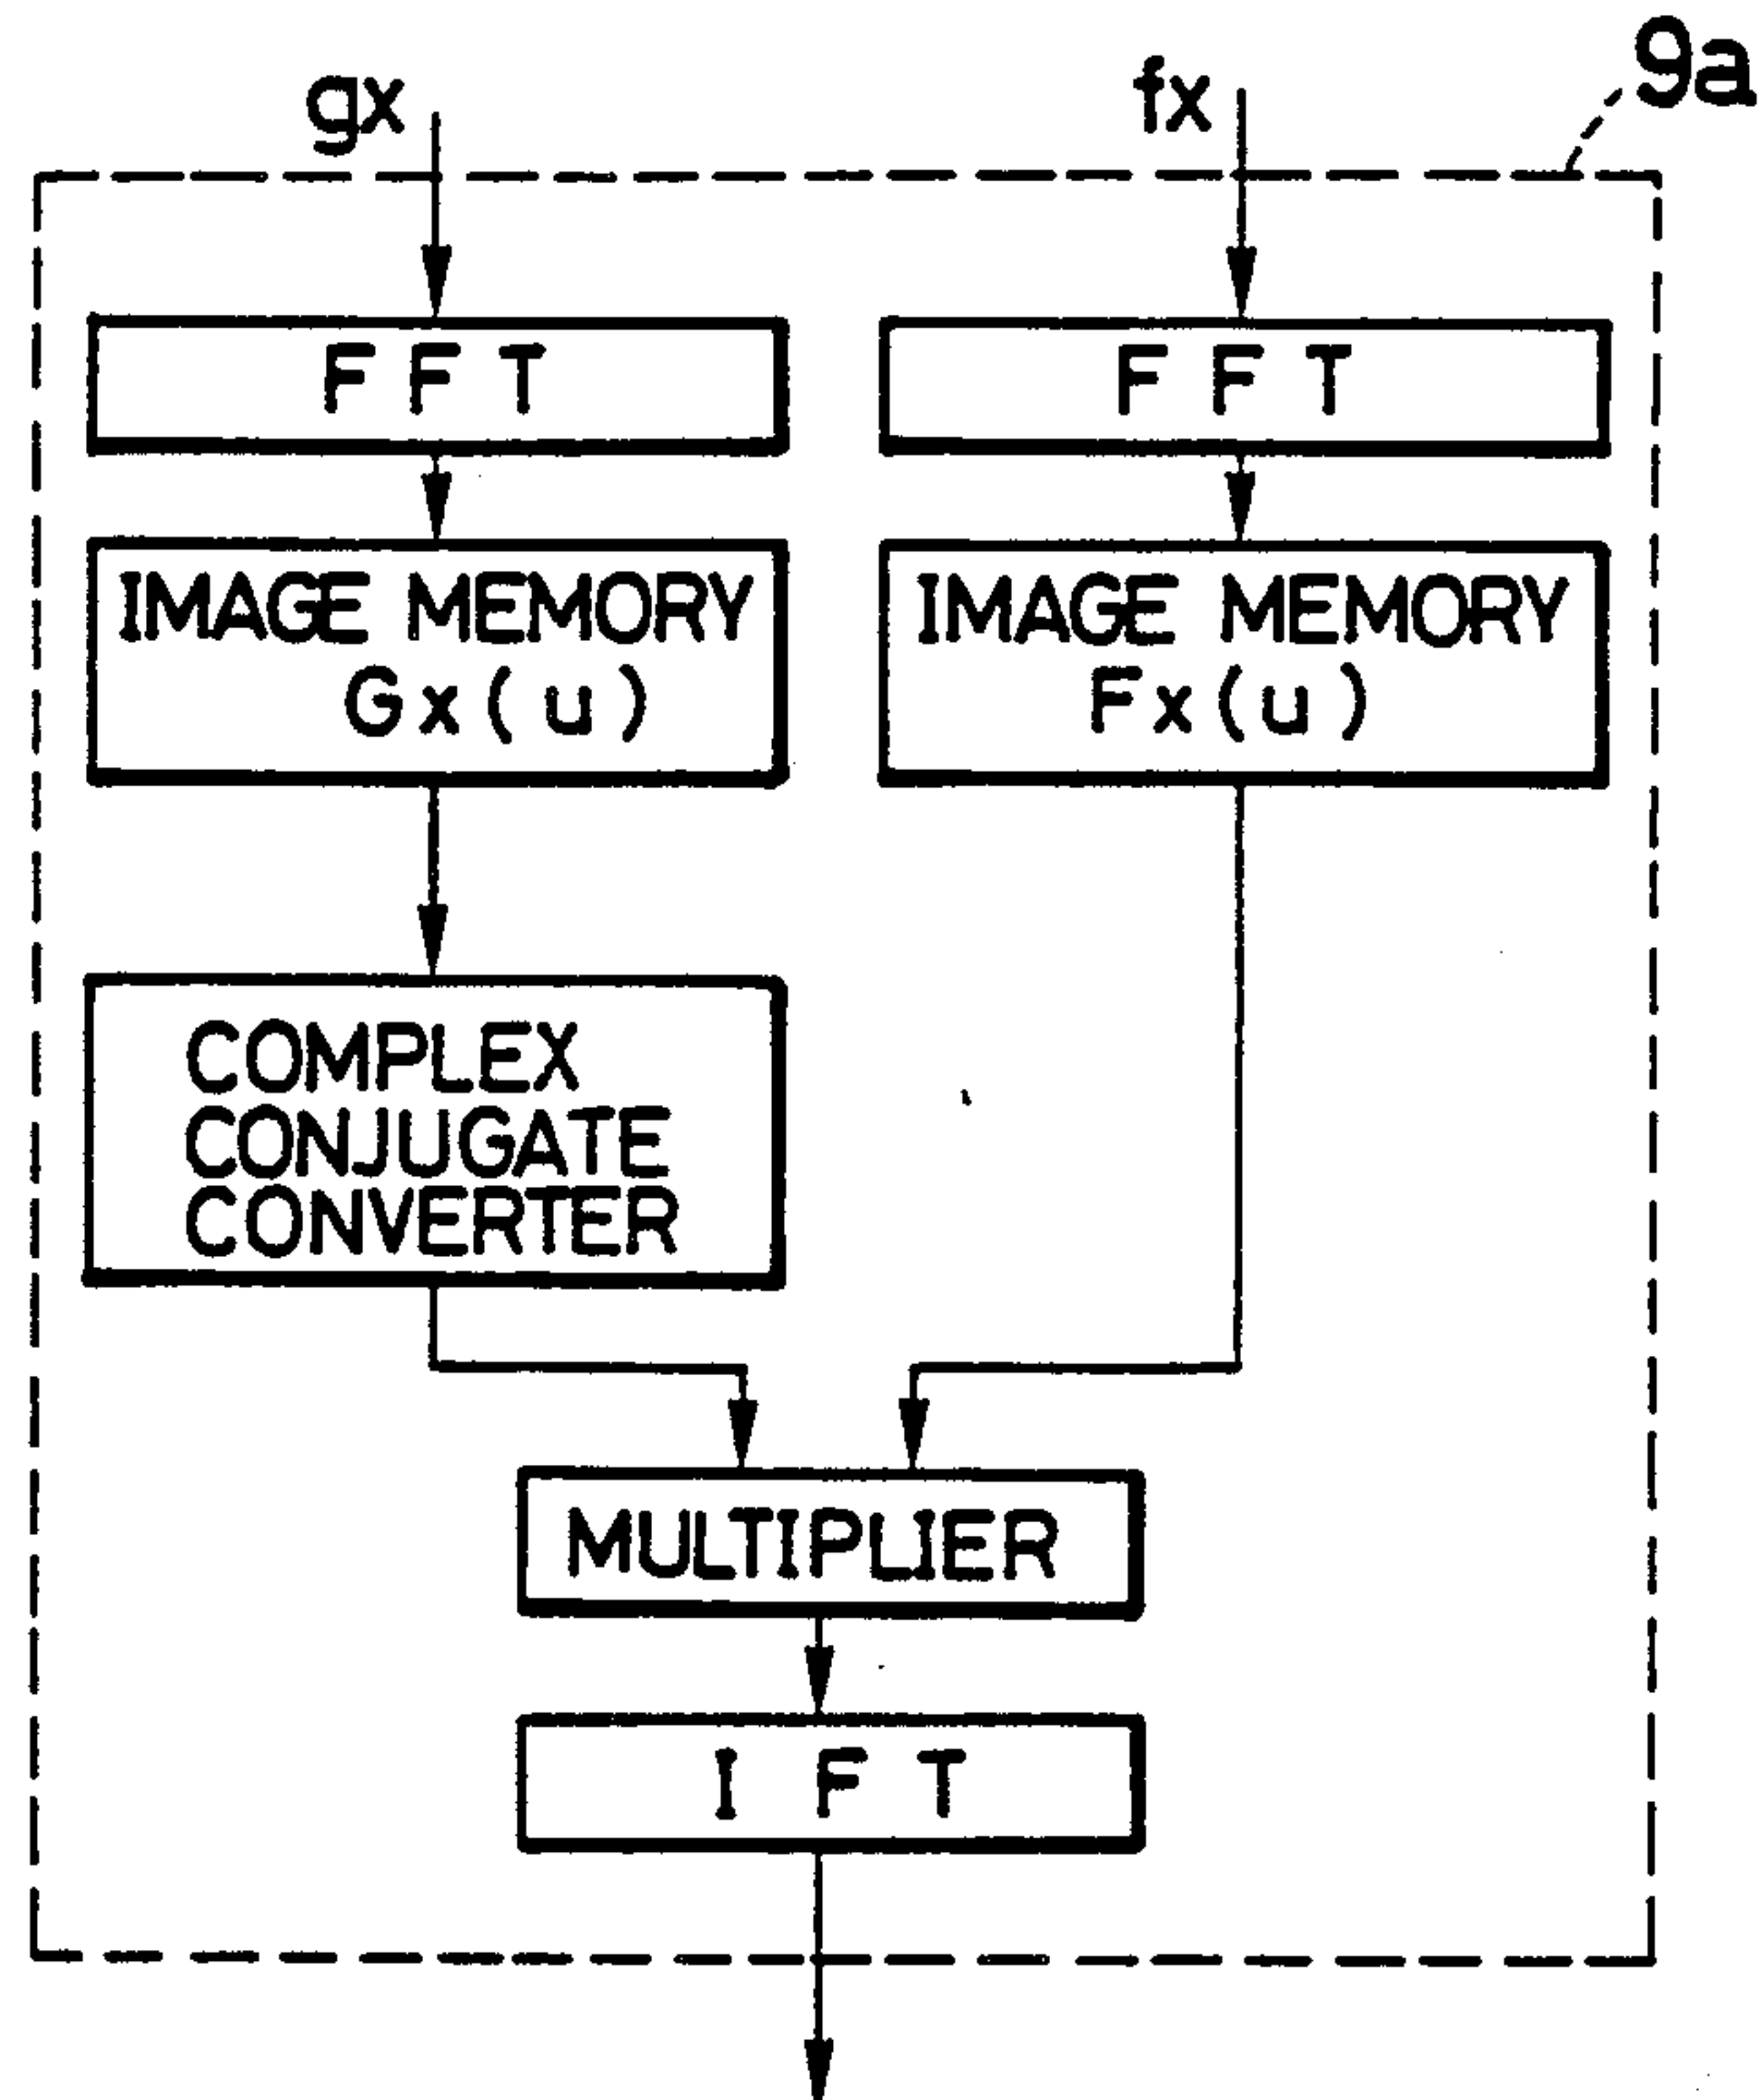 9a
gx
fx
FFT
FFT
IMAGE MEMORY
Gx(u)
IMAGE MEMORY
Fx(u)
COMPLEX
CONJUGATE
CONVERTER
MULTIPLIER
IFT